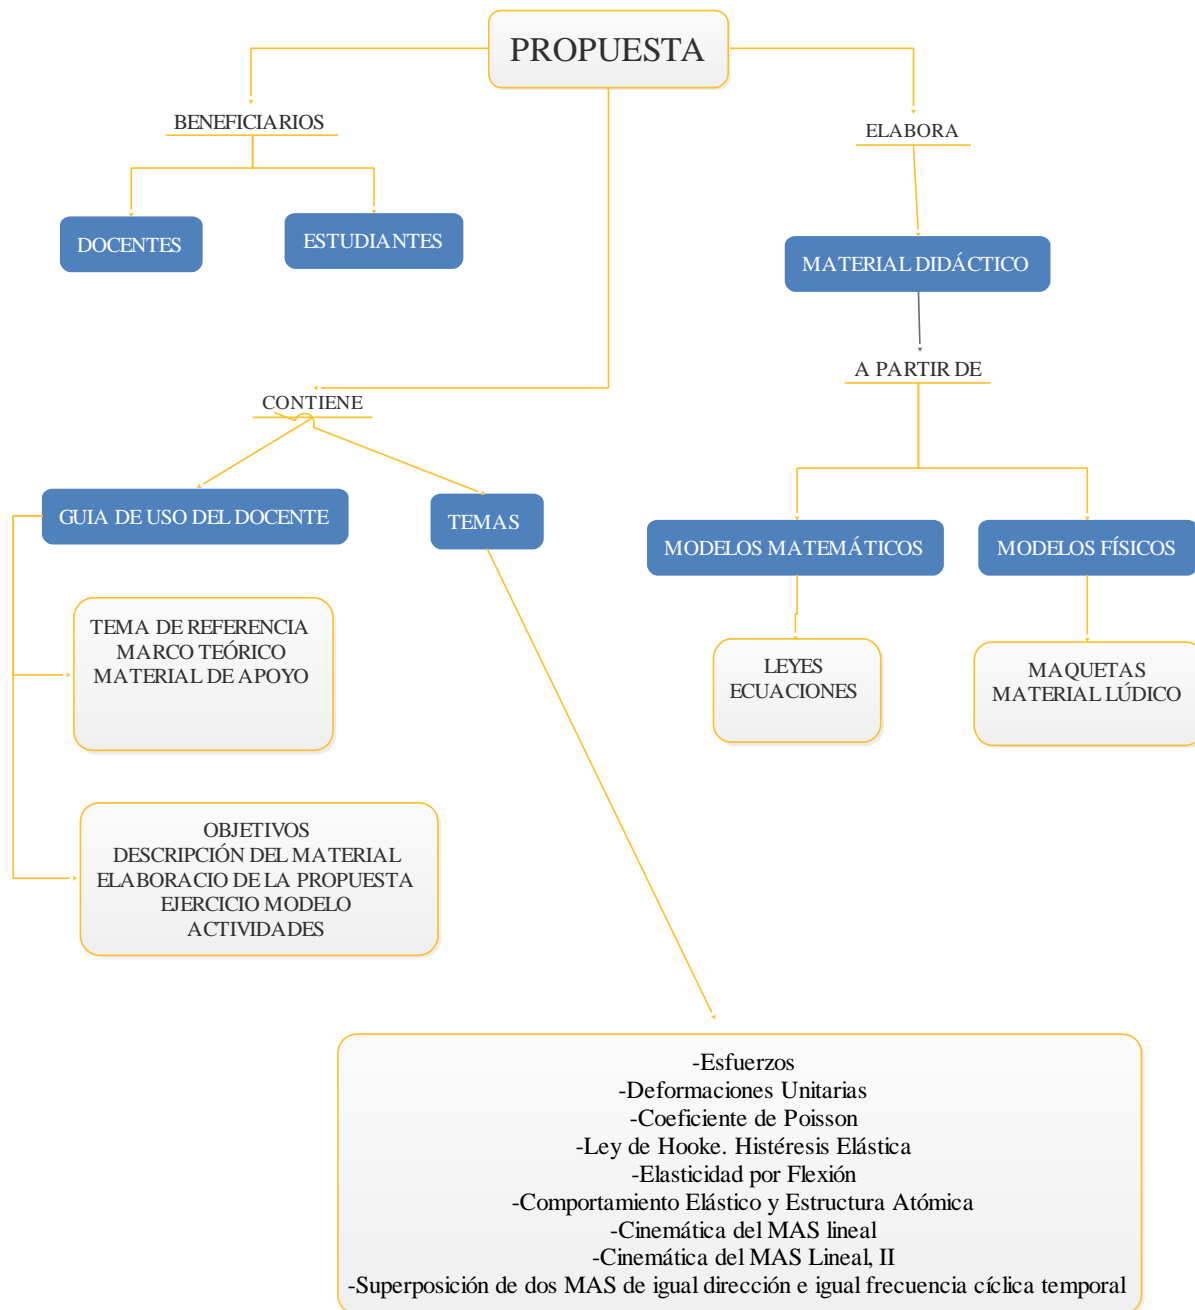 PROPUESTA
BENEFICIARIOS
ELABORA
DOCENTES
ESTUDIANTES
MATERIAL DIDÁCTICO
A PARTIR DE
CONTIENE
GUIA DE USO DEL DOCENTE
TEMAS
MODELOS MATEMÁTICOS
MODELOS FÍSICOS
TEMA DE REFERENCIA
MARCO TEÓRICO
MATERIAL DE APOYO
LEYES
ECUACIONES
MAQUETAS
MATERIAL LÚDICO
OBJETIVOS
DESCRIPCIÓN DEL MATERIAL
ELABORACIO DE LA PROPUESTA
EJERCICIO MODELO
ACTIVIDADES
-Esfuerzos
-Deformaciones Unitarias
-Coeficiente de Poisson
-Ley de Hooke. Histéresis Elástica
-Elasticidad por Flexión
-Comportamiento Elástico y Estructura Atómica
-Cinemática del MAS lineal
-Cinemática del MAS Lineal, II
-Superposición de dos MAS de igual dirección e igual frecuencia cíclica temporal